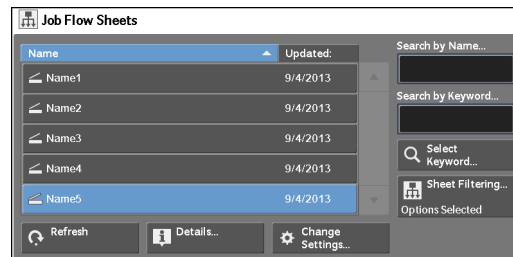 Job Flow Sheets
Name Updated:
Name1 9/4/2013
Name2 9/4/2013
Name3 9/4/2013
Name4 9/4/2013
Name5 9/4/2013
Refresh
Details...
Change
Settings...
Search by Name...
Search by Keyword...
Select
Keyword...
Sheet Filtering...
Options Selected